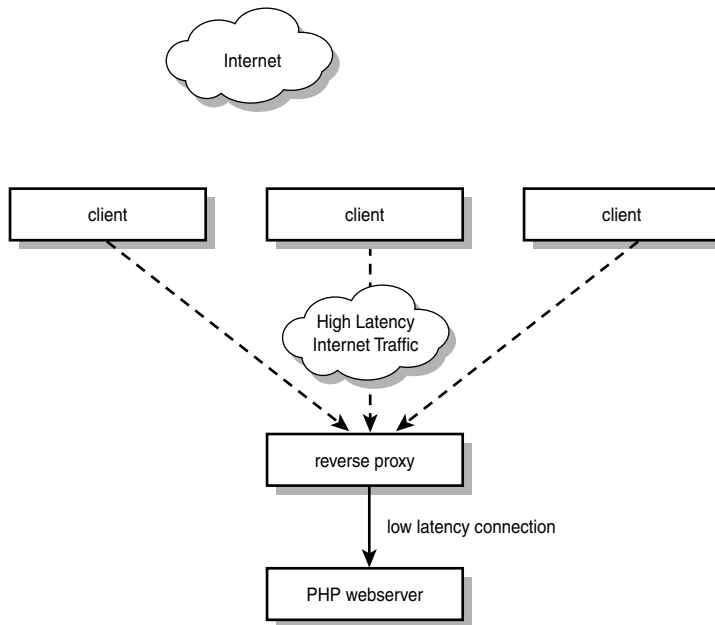 Internet
client
client
client
High Latency
Internet Traffic
reverse proxy
low latency connection
PHP webserver